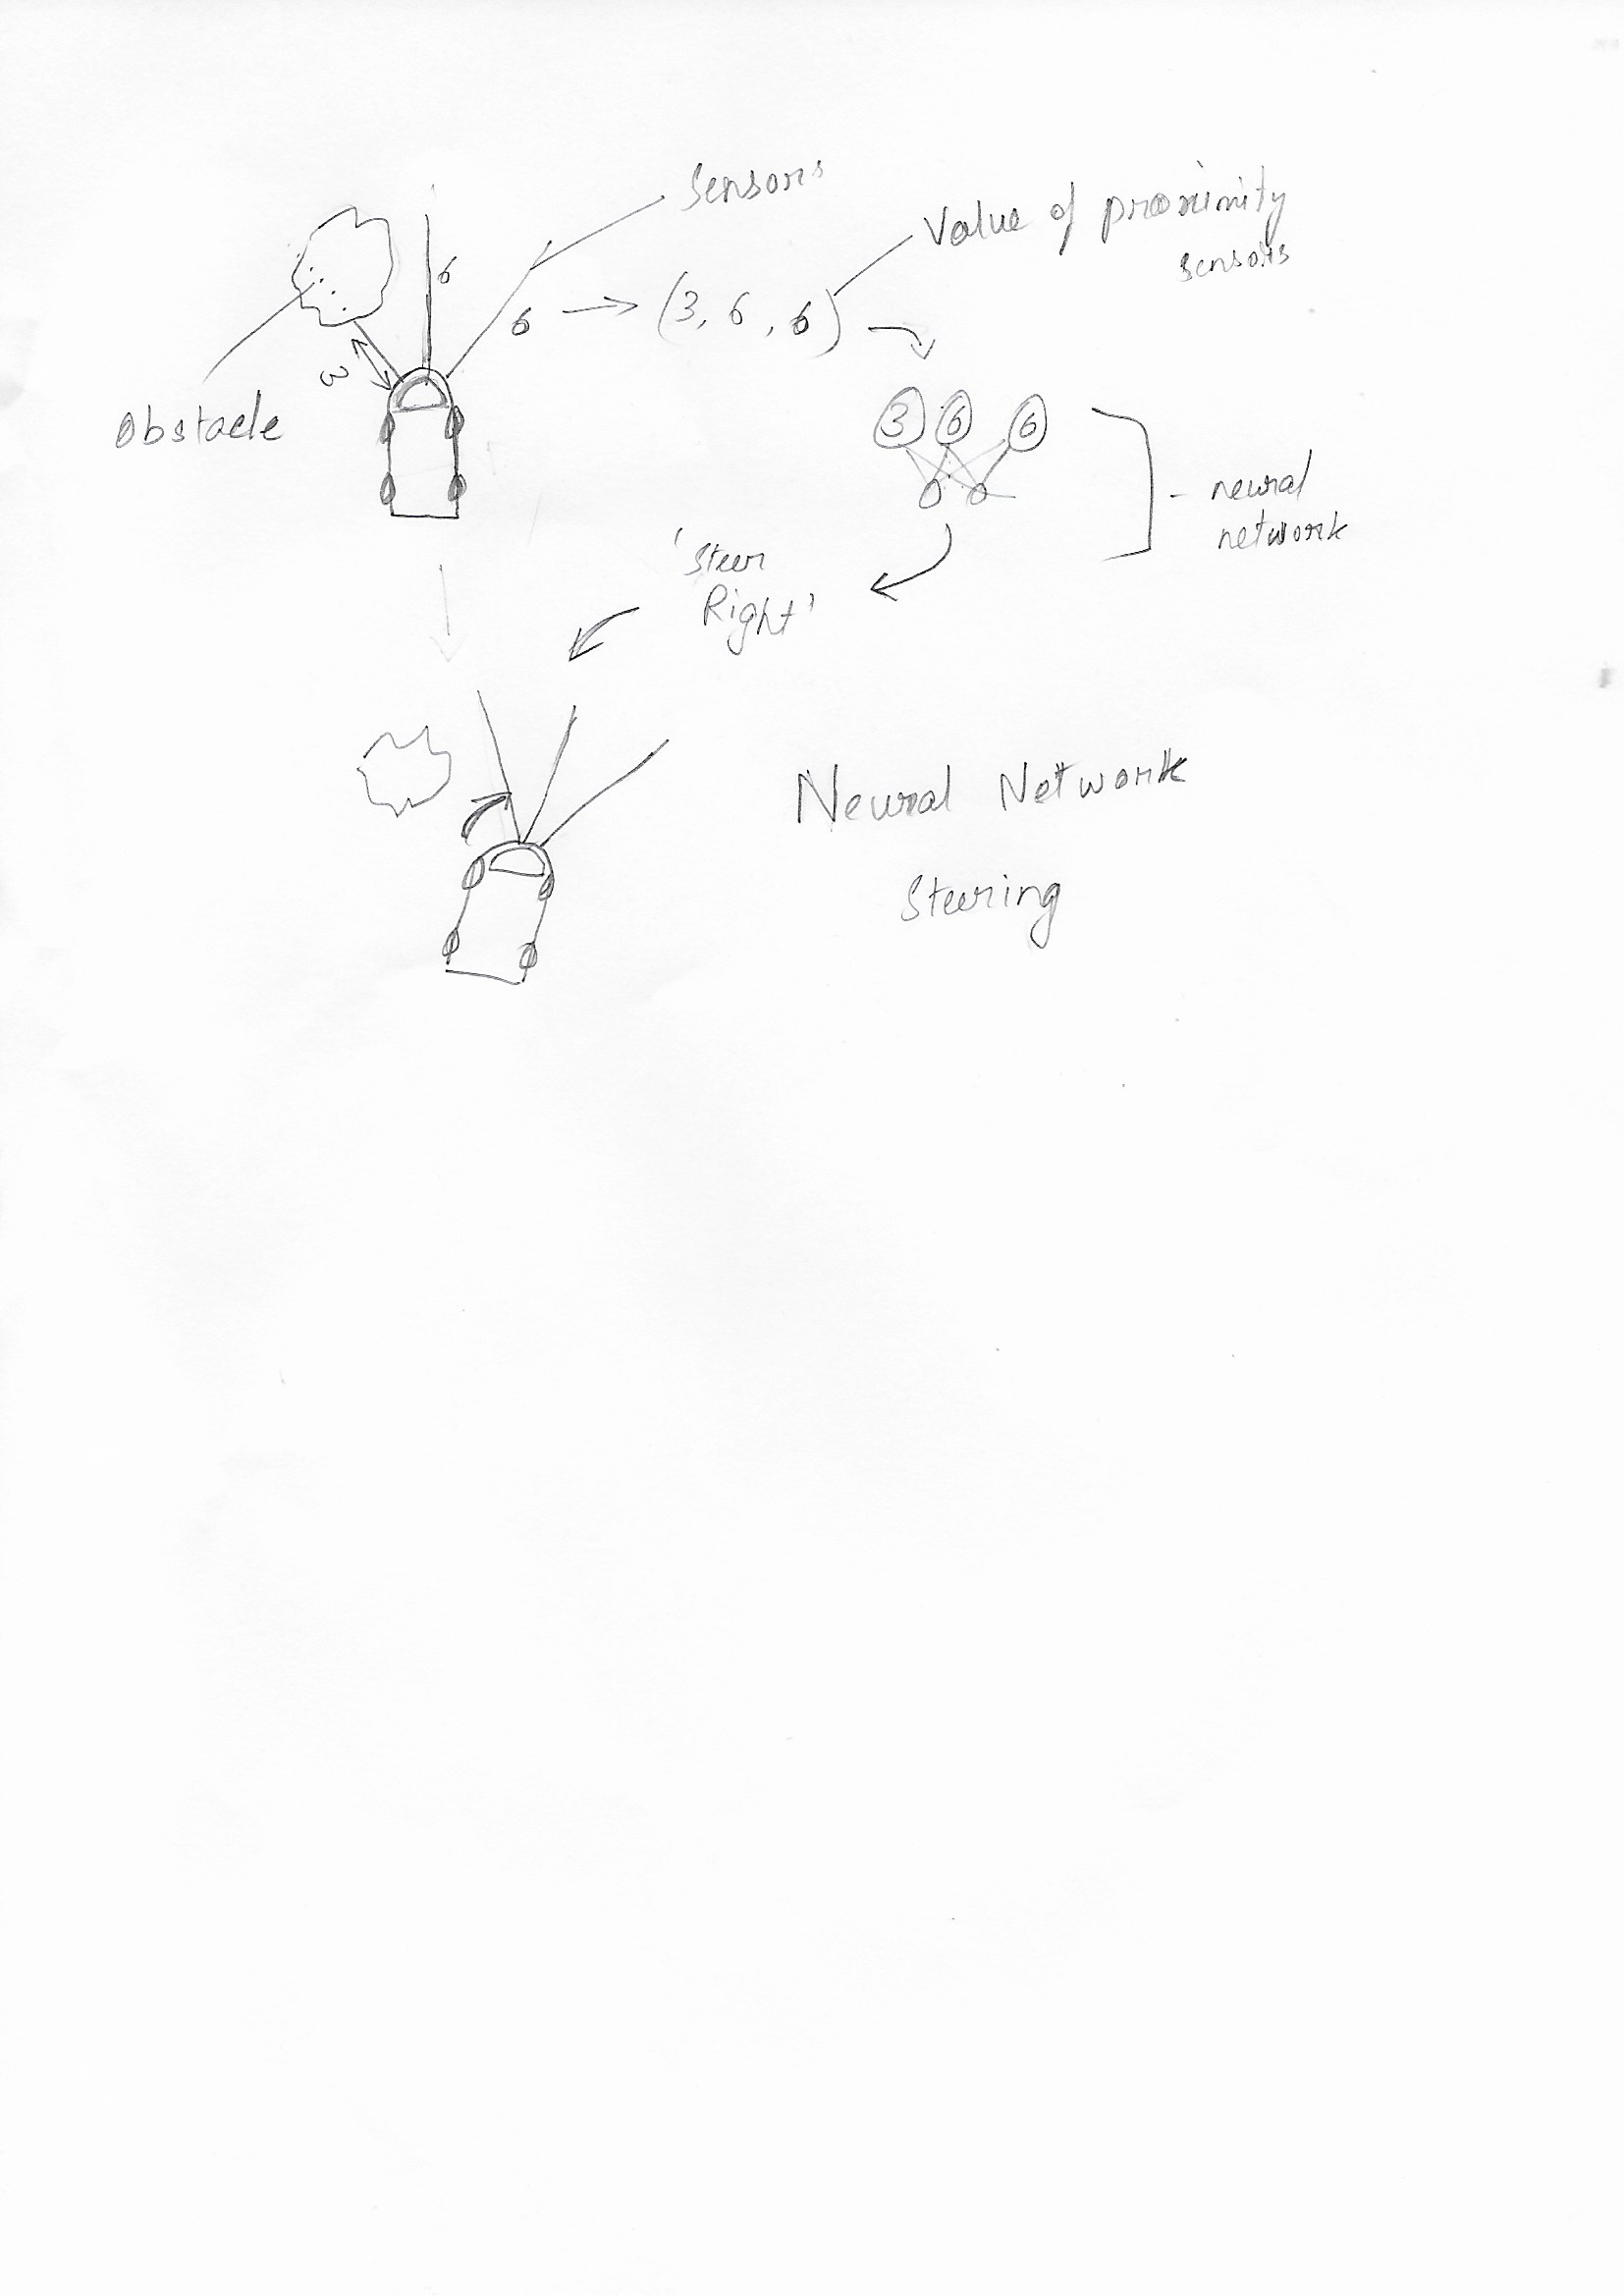 Sensors
Value of proximity
sensors
6
6 → (3, 6, 6)
3
Obstacle
3 6 6
neural
network
'Steer
Right'
Neural Network
Steering